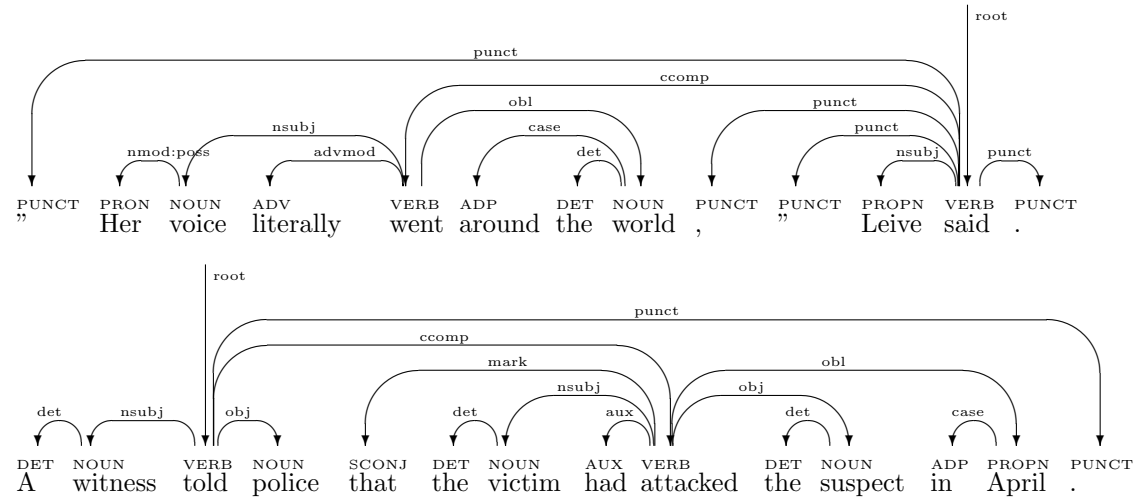 root
punct
ccomp
obl punct
nsubj case punct
nmod:poss advmod det nsubj punct
PUNCT PRON NOUN ADV VERB ADP DET NOUN PUNCT PUNCT PROPN VERB PUNCT
” Her voice literally went around the world , ” Leive said .
root
punct
ccomp
mark obl
nsubj obj
det nsubj obj det aux det case
DET NOUN VERB NOUN SCONJ DET NOUN AUX VERB DET NOUN ADP PROPN PUNCT
A witness told police that the victim had attacked the suspect in April .